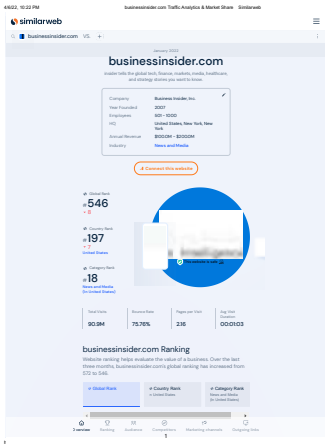 4/6/22, 10:22 PM businessinsider.com Traffic Analytics & Market Share Similarweb
similarweb
businessinsider.com VS. +
January 2022
businessinsider.com
insider tells the global tech, finance, markets, media, healthcare,
and strategy stories you want to know.
Company Business Insider, Inc
Year Founded 2007
Employees 501 - 1000
HQ United States, New York, New
York
Annual Revenue $100.0M - $200.0M
Industry News and Media
Connect this website
Global Rank
#546
Country Rank
#197
7
United States
Category Rank
#18
News and Media
(in United States)
Total Visits
90.9M
Bounce Rate
75.76%
Pages per Visit
2.16
Avg Visit
Duration
00:01:03
businessinsider.com Ranking
Website ranking helps evaluate the value of a business. Over the last
three months, businessinsider.com's global ranking has increased from
572 to 546.
Global Rank
Country Rank
in United States
Category Rank
News and Media
(in United States)
Ranking
Audience
Competitors
Marketing channels
Outgoing links
1